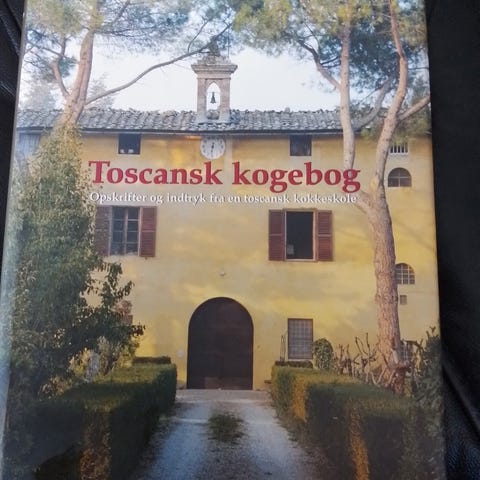 Toscansk kogebog
Opskrifter og indtryk fra en toscansk kokkeskole